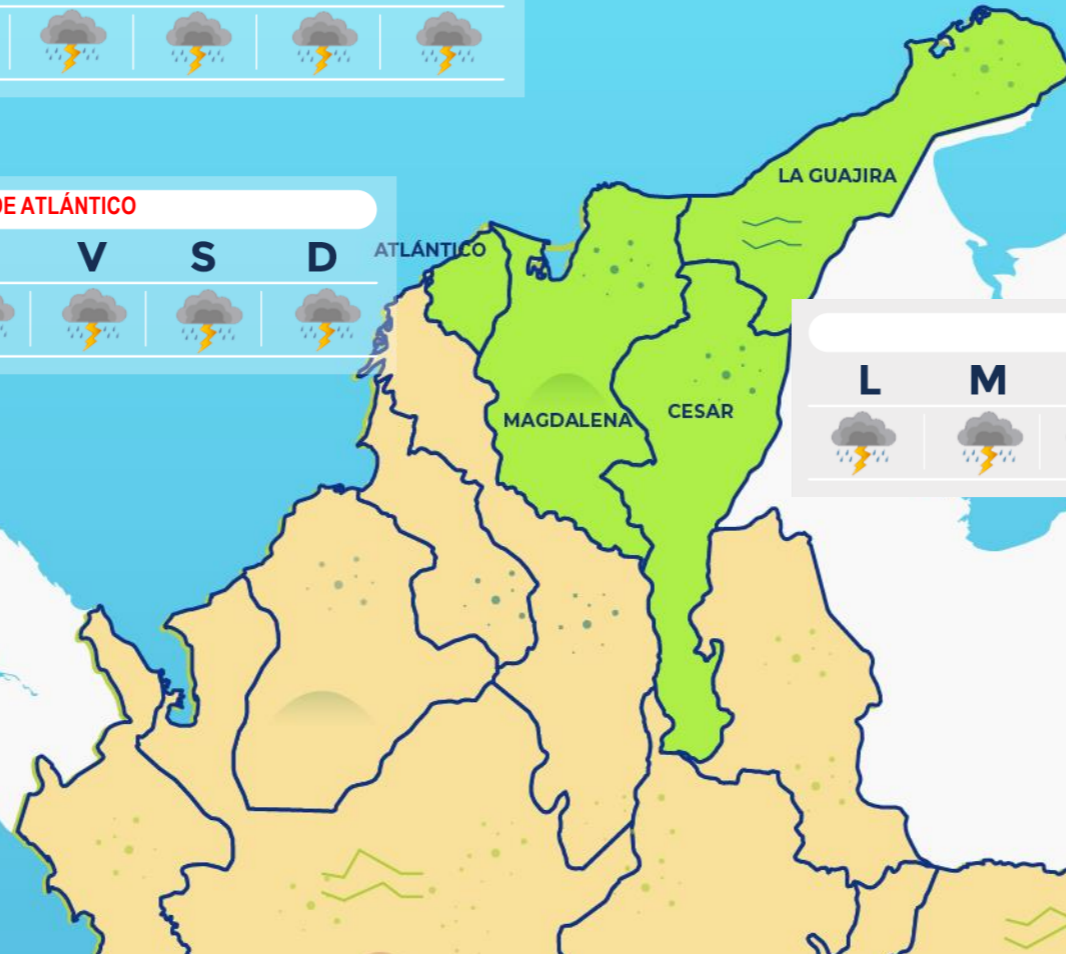 LA GUAJIRA
DE ATLÁNTICO
V S D
ATLÁNTICO
L M
MAGDALENA
CESAR